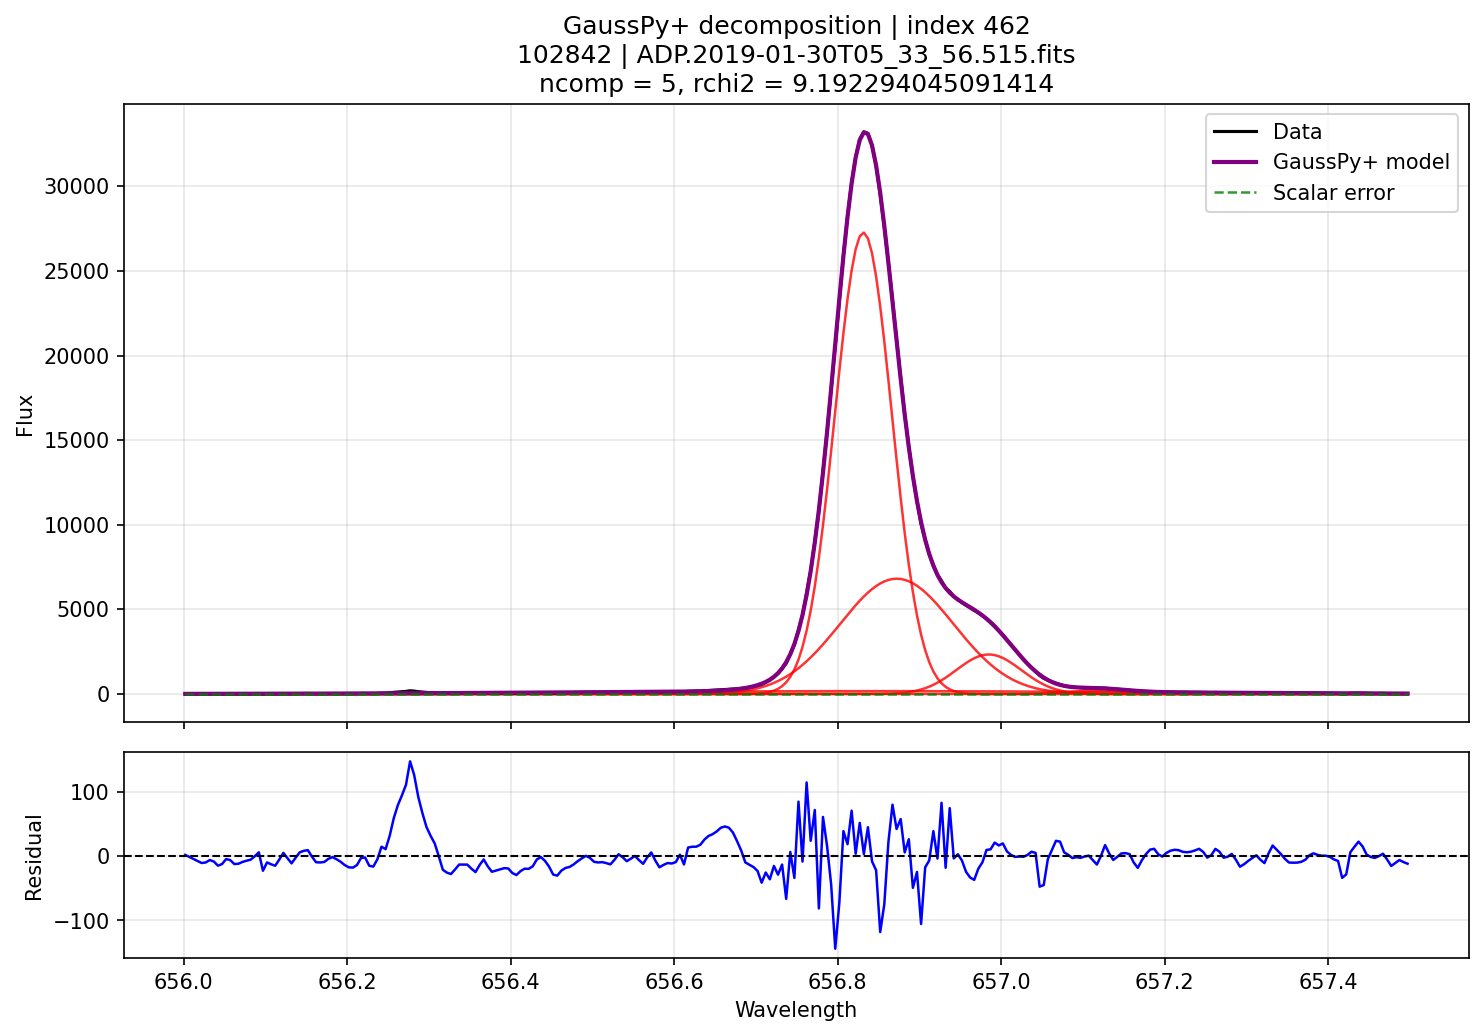 GaussPy+ decomposition | index 462
102842 | ADP.2019-01-30T05_33_56.515.fits
ncomp = 5, rchi2 = 9.192294045091414
Data
GaussPy+ model
Scalar error
30000
25000
20000
15000
10000
5000
0
Flux
100
0
−100
Residual
656.0 656.2 656.4 656.6 656.8 657.0 657.2 657.4
Wavelength